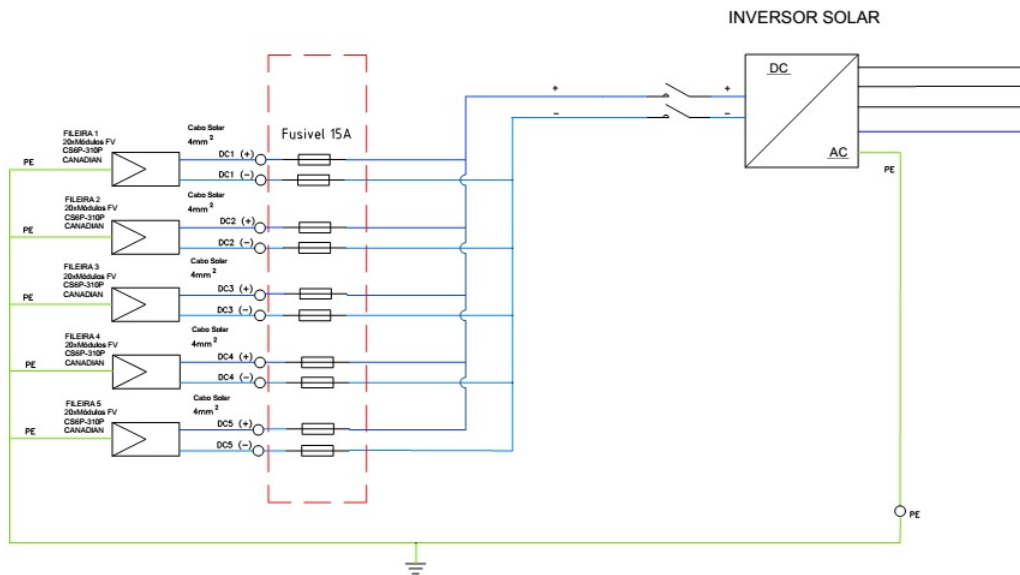 INVERSOR SOLAR
DC
AC
+
−
+
−
PE
PE
Fusivel 15A
FILEIRA 1
20xMódulos FV
CS6P-310P
CANADIAN
PE
Cabo Solar
4mm²
DC1 (+)
DC1 (−)
FILEIRA 2
20xMódulos FV
CS6P-310P
CANADIAN
PE
Cabo Solar
4mm²
DC2 (+)
DC2 (−)
FILEIRA 3
20xMódulos FV
CS6P-310P
CANADIAN
PE
Cabo Solar
4mm²
DC3 (+)
DC3 (−)
FILEIRA 4
20xMódulos FV
CS6P-310P
CANADIAN
PE
Cabo Solar
4mm²
DC4 (+)
DC4 (−)
FILEIRA 5
20xMódulos FV
CS6P-310P
CANADIAN
PE
Cabo Solar
4mm²
DC5 (+)
DC5 (−)